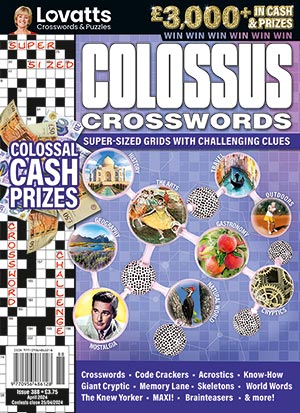 Lovatts
Crosswords & Puzzles
£3,000+ IN CASH
& PRIZES
WIN WIN WIN WIN WIN WIN
COLOSSUS
CROSSWORDS
SUPER-SIZED GRIDS WITH CHALLENGING CLUES
SUPER
SIZED
COLOSSAL
CASH
PRIZES
CROSSWORD
CHALLENGE
HISTORY
THE ARTS
TRAVEL
OUTDOORS
GEOGRAPHY
GASTRONOMY
CRYPTICS
NATURAL WORLD
NOSTALGIA
Issue 388 • £3.75
April 2024
Contests close 25/04/2024
Crosswords • Code Crackers • Acrostics • Know-How
Giant Cryptic • Memory Lane • Skeletons • World Words
The Knew Yorker • MAXI! • Brainteasers • & more!